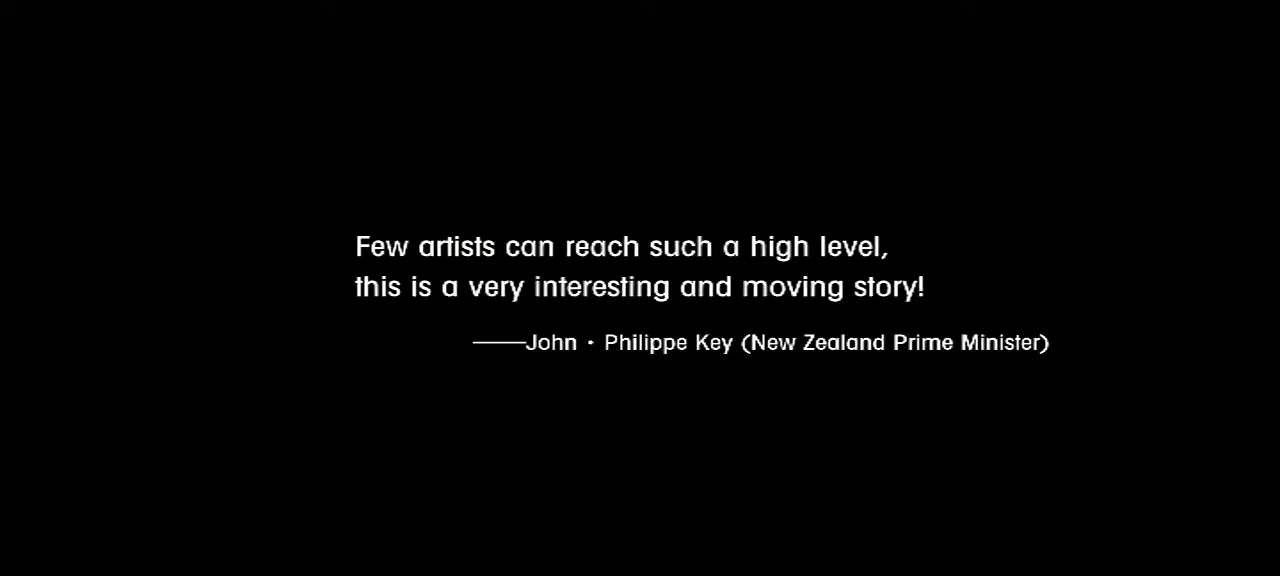 Few artists can reach such a high level,
this is a very interesting and moving story!
——John・Philippe Key (New Zealand Prime Minister)